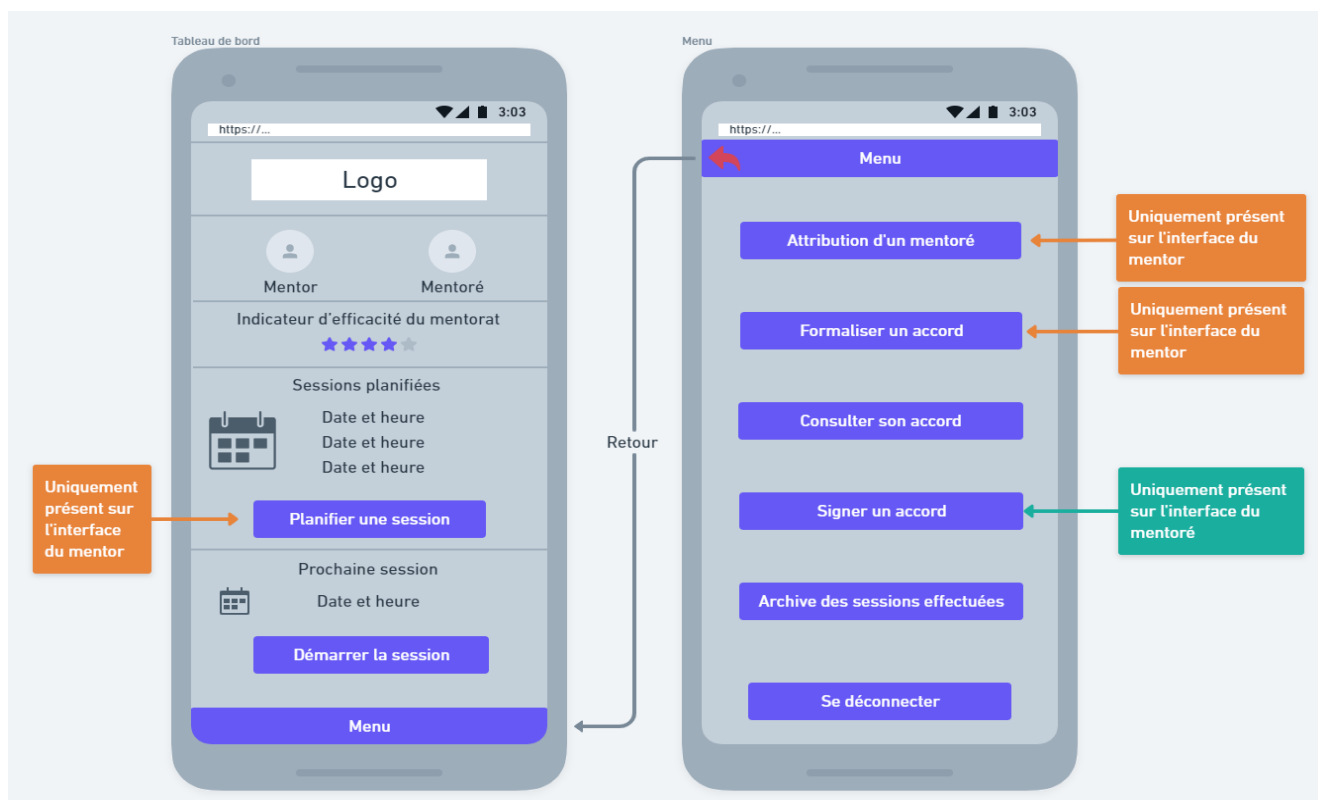 Tableau de bord
3:03
https://...
Logo
Mentor
Mentoré
Indicateur d'efficacité du mentorat
Sessions planifiées
Date et heure
Date et heure
Date et heure
Planifier une session
Prochaine session
Date et heure
Démarrer la session
Menu
Uniquement
présent sur
l'interface
du mentor
Retour
Menu
3:03
https://...
Menu
Attribution d'un mentoré
Formaliser un accord
Consulter son accord
Signer un accord
Archive des sessions effectuées
Se déconnecter
Uniquement présent
sur l'interface du
mentor
Uniquement présent
sur l'interface du
mentor
Uniquement présent
sur l'interface du
mentoré